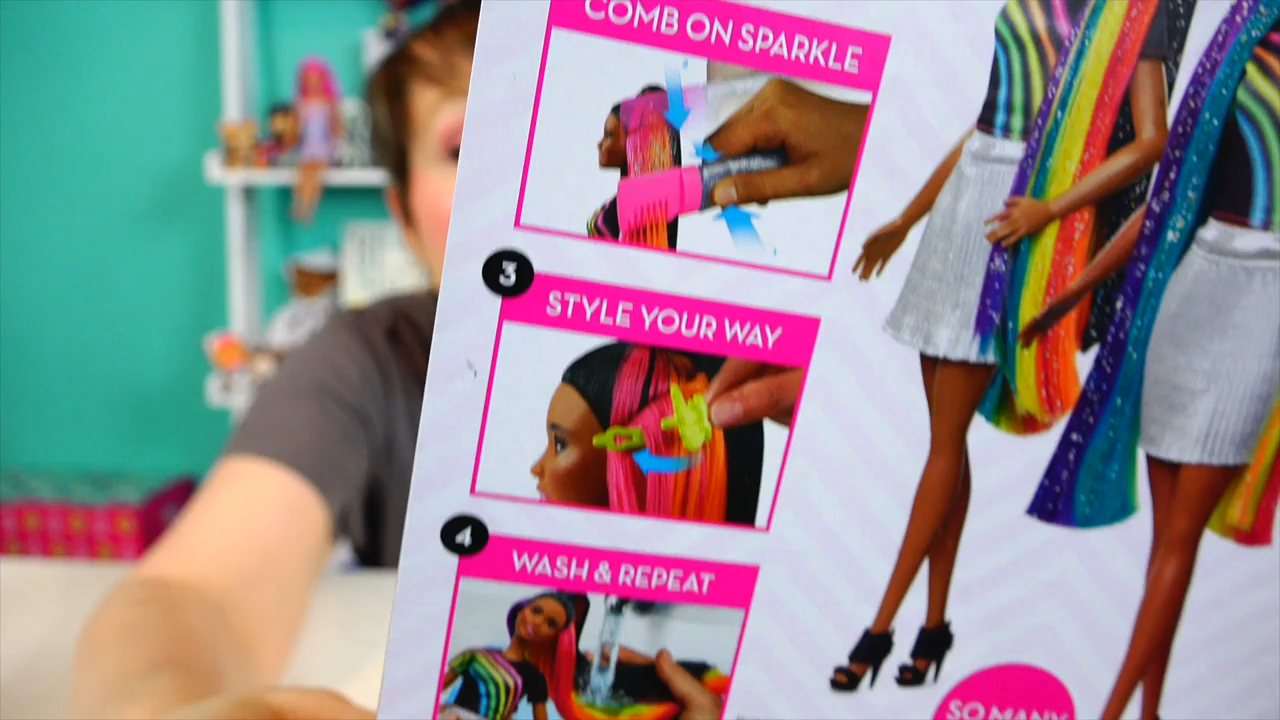 COMB ON SPARKLE
3
STYLE YOUR WAY
4
WASH & REPEAT
SO MANY